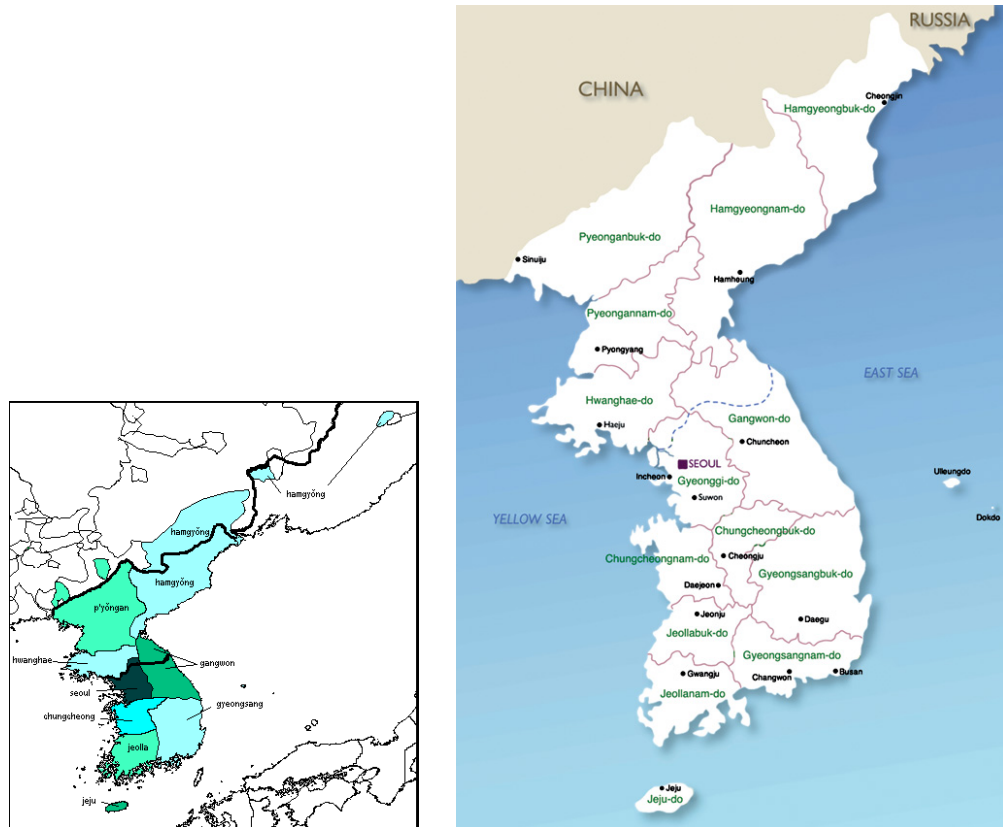 hamgyŏng
hamgyŏng
hamgyŏng
p'yŏngan
hwanghae
gangwon
seoul
gyeongsang
chungcheong
jeolla
jeju
RUSSIA
CHINA
Cheongjin
Hamgyeongbuk-do
Hamgyeongnam-do
Pyeonganbuk-do
Sinuiju
Hamheung
Pyeongannam-do
Pyongyang
EAST SEA
Hwanghae-do
Gangwon-do
Haeju
Chuncheon
SEOUL
Ulleungdo
Incheon
Gyeonggi-do
Suwon
YELLOW SEA
Dokdo
Chungcheongbuk-do
Chungcheongnam-do
Cheongju
Gyeongsangbuk-do
Daejeon
Jeonju
Daegu
Jeollabuk-do
Gyeongsangnam-do
Gwangju
Changwon
Busan
Jeollanam-do
Jeju
Jeju-do